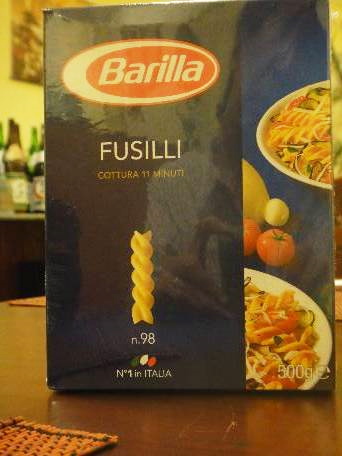 Barilla
FUSILLI
COTTURA 11 MINUTI
n.98
N°1 in ITALIA
500g ℮